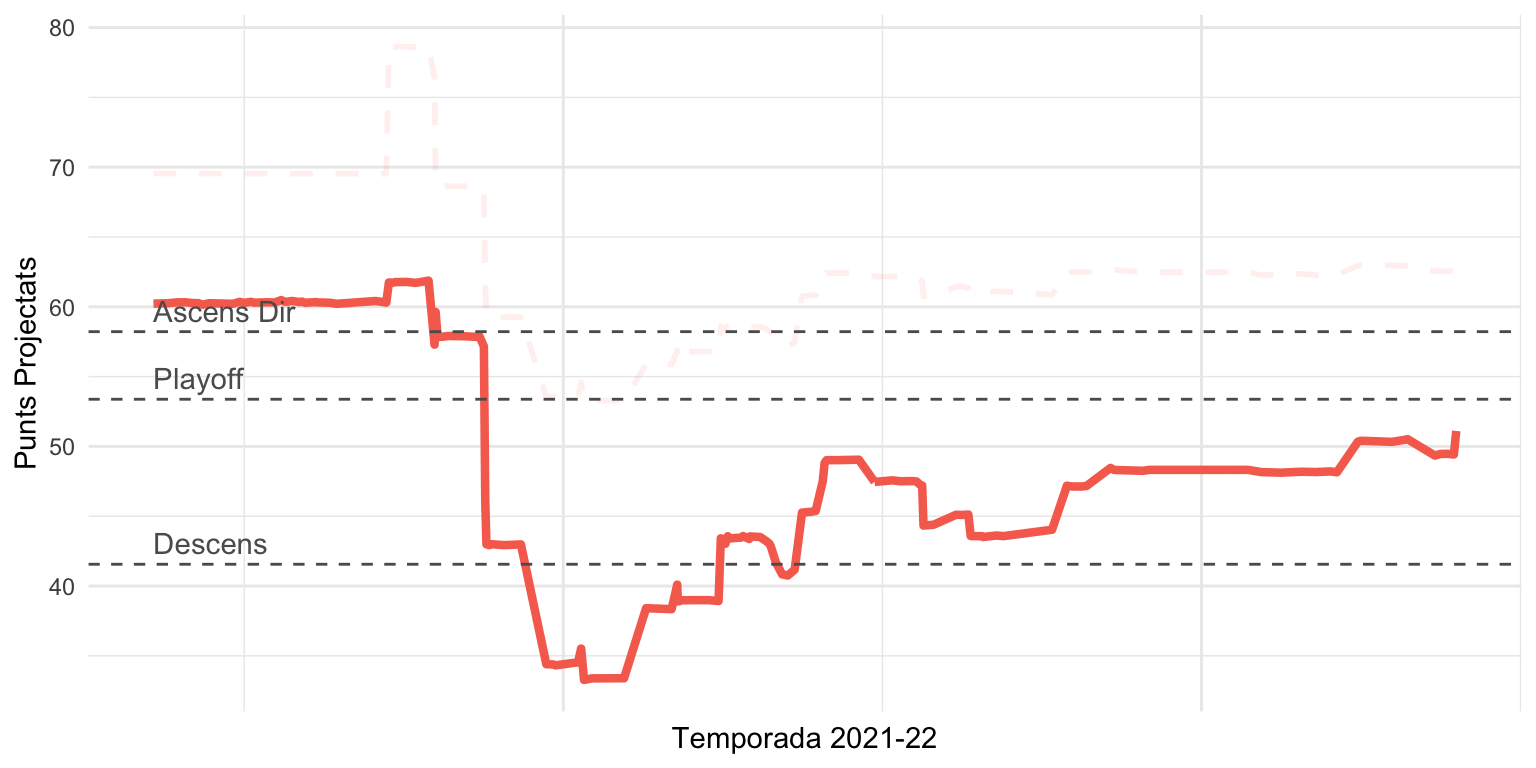 80
70
60
50
40
Punts Projectats
Ascens Dir
Playoff
Descens
Temporada 2021-22